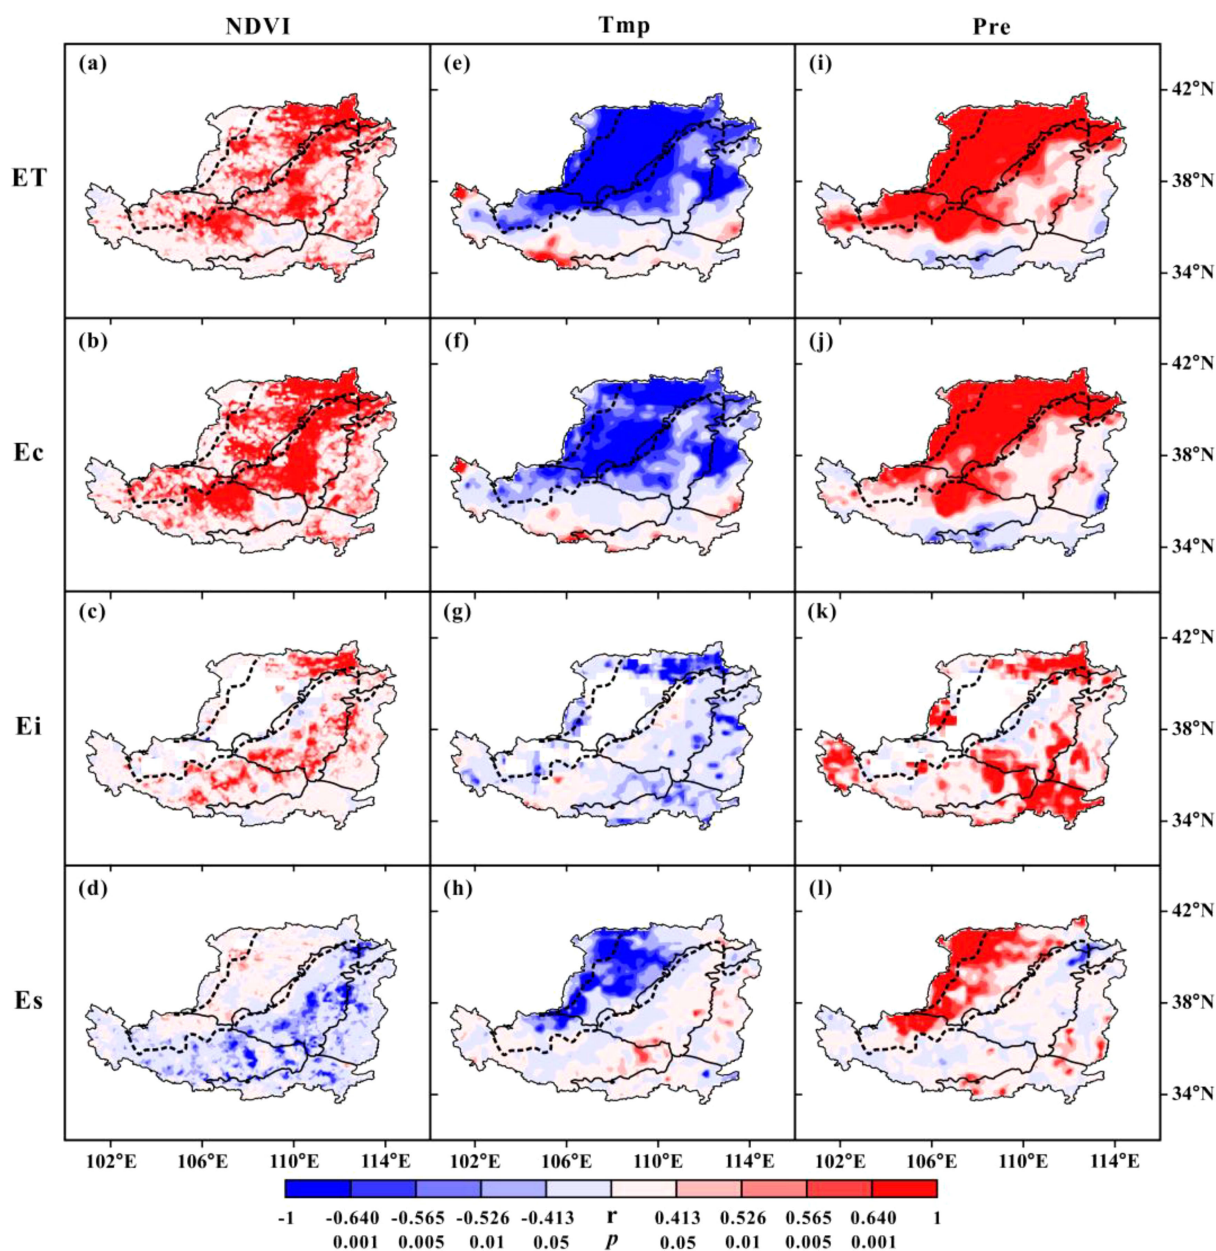 NDVI Tmp Pre
(a) (e) (i)
42°N
ET
38°N
34°N
(b) (f) (j)
42°N
Ec
38°N
34°N
(c) (g) (k)
42°N
Ei
38°N
34°N
(d) (h) (l)
42°N
Es
38°N
34°N
102°E 106°E 110°E 114°E 102°E 106°E 110°E 114°E 102°E 106°E 110°E 114°E
-1 -0.640 -0.565 -0.526 -0.413 r 0.413 0.526 0.565 0.640 1
0.001 0.005 0.01 0.05 p 0.05 0.01 0.005 0.001